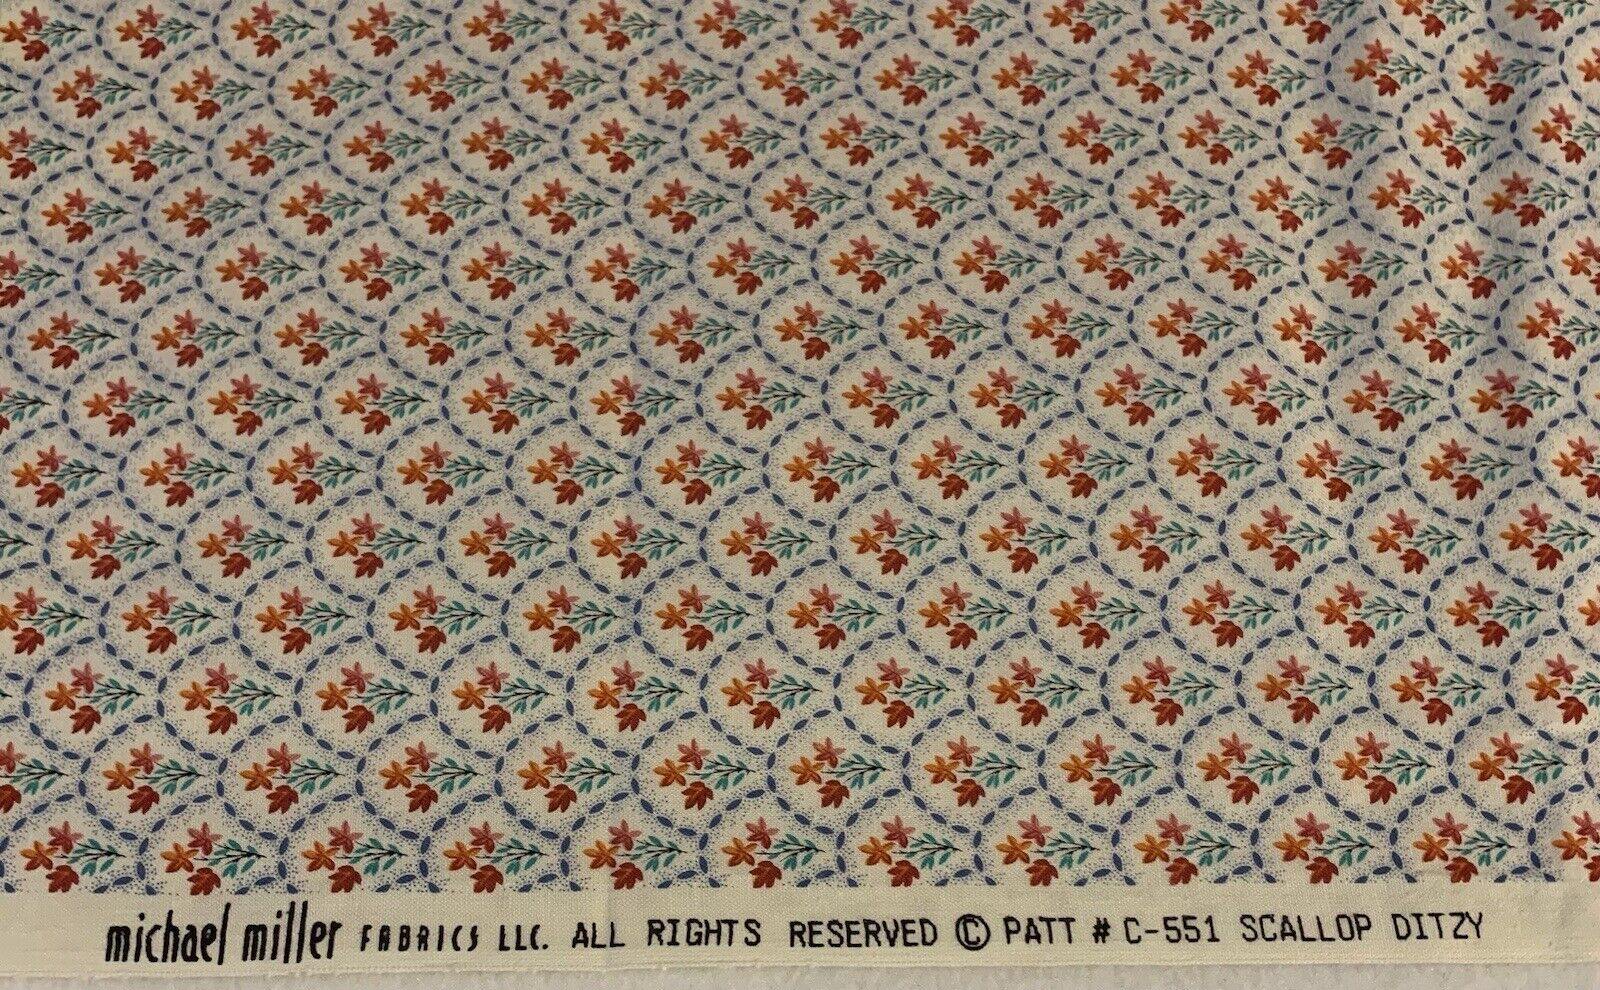 michael miller FABRICS LLC. ALL RIGHTS RESERVED © PATT # C-551 SCALLOP DITZY